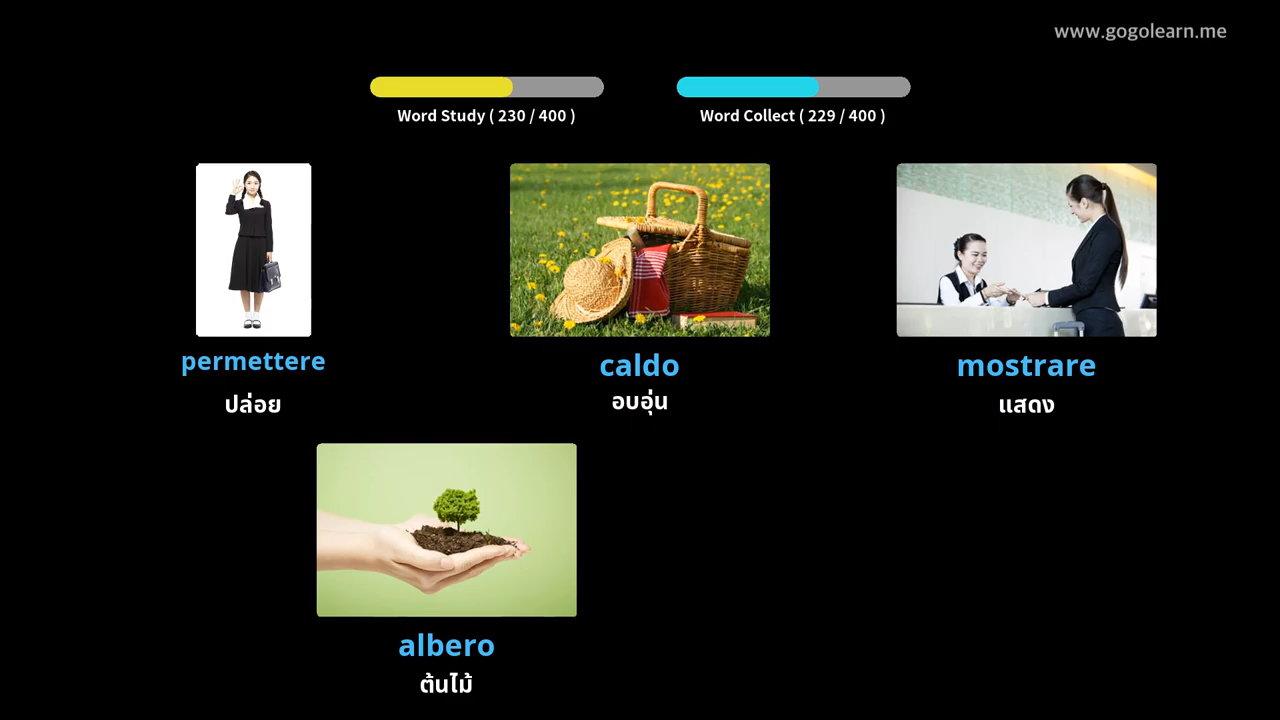 www.gogolearn.me
Word Study ( 230 / 400 )
Word Collect ( 229 / 400 )
permettere
ปล่อย
caldo
อบอุ่น
mostrare
แสดง
albero
ต้นไม้